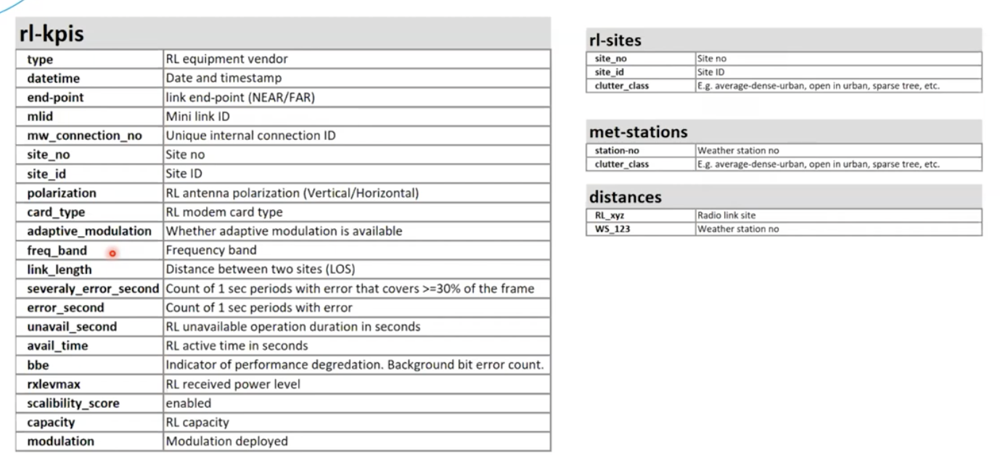 rl-kpis
type RL equipment vendor
datetime Date and timestamp
end-point link end-point (NEAR/FAR)
mlid Mini link ID
mw_connection_no Unique internal connection ID
site_no Site no
site_id Site ID
polarization RL antenna polarization (Vertical/Horizontal)
card_type RL modem card type
adaptive_modulation Whether adaptive modulation is available
freq_band Frequency band
link_length Distance between two sites (LOS)
severaly_error_second Count of 1 sec periods with error that covers >=30% of the frame
error_second Count of 1 sec periods with error
unavail_second RL unavailable operation duration in seconds
avail_time RL active time in seconds
bbe Indicator of performance degredation. Background bit error count.
rxlevmax RL received power level
scalibility_score enabled
capacity RL capacity
modulation Modulation deployed
rl-sites
site_no Site no
site_id Site ID
clutter_class E.g. average-dense-urban, open in urban, sparse tree, etc.
met-stations
station-no Weather station no
clutter_class E.g. average-dense-urban, open in urban, sparse tree, etc.
distances
RL_xyz Radio link site
WS_123 Weather station no